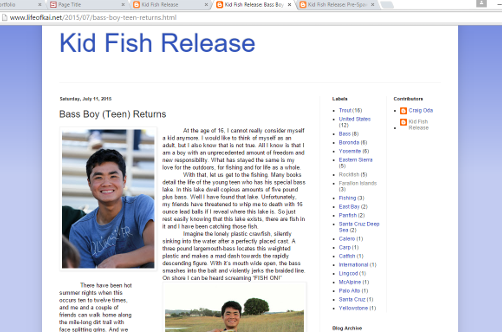 Portfolio
Page Title
Kid Fish Release
Kid Fish Release Bass Boy
Kid Fish Release: Pre-Spa
www.lifeofkai.net/2015/07/bass-boy-teen-returns.html
Kid Fish Release
Saturday, July 11, 2015
Bass Boy (Teen) Returns
At the age of 16, I cannot really consider myself
a kid anymore. I would like to think of myself as an
adult, but I also know that is not true. All I know is that I
am a boy with an unprecedented amount of freedom and
new responsibility. What has stayed the same is my
love for the outdoors, for fishing and for life as a whole.
With that, let us get to the fishing. Many books
detail the life of the young teen who has his special bass
lake. In this lake dwell copious amounts of five pound
plus bass. Well I have found that lake. Unfortunately,
my friends have threatened to whip me to death with 16
ounce lead balls if I reveal where this lake is. So just
rest easily knowing that this lake exists, there are fish in
it and I have been catching those fish.
Imagine the lonely plastic crawfish, silently
sinking into the water after a perfectly placed cast. A
three pound largemouth bass locates this weighted
plastic and makes a mad dash towards the rapidly
descending figure. With it's mouth wide open, the bass
smashes into the bait and violently jerks the braided line.
On shore I can be heard screaming "FISH ON!"
There have been hot
summer nights when this
occurs ten to twelve times,
and me and a couple of
friends can walk home along
the mile-long dirt trail with
face splitting grins. And we
Labels
Trout (16)
United States
(12)
Bass (8)
Boronda (6)
Yosemite (6)
Eastern Sierra
(5)
Rockfish (5)
Farallon Islands
(3)
Fishing (3)
East Bay (2)
Panfish (2)
Santa Cruz Deep
Sea (2)
Calero (1)
Carp (1)
Catfish (1)
International (1)
Lingcod (1)
McAlpine (1)
Palo Alto (1)
Santa Cruz (1)
Yellowstone (1)
Blog Archive
Contributors
Craig Oda
Kid Fish
Release